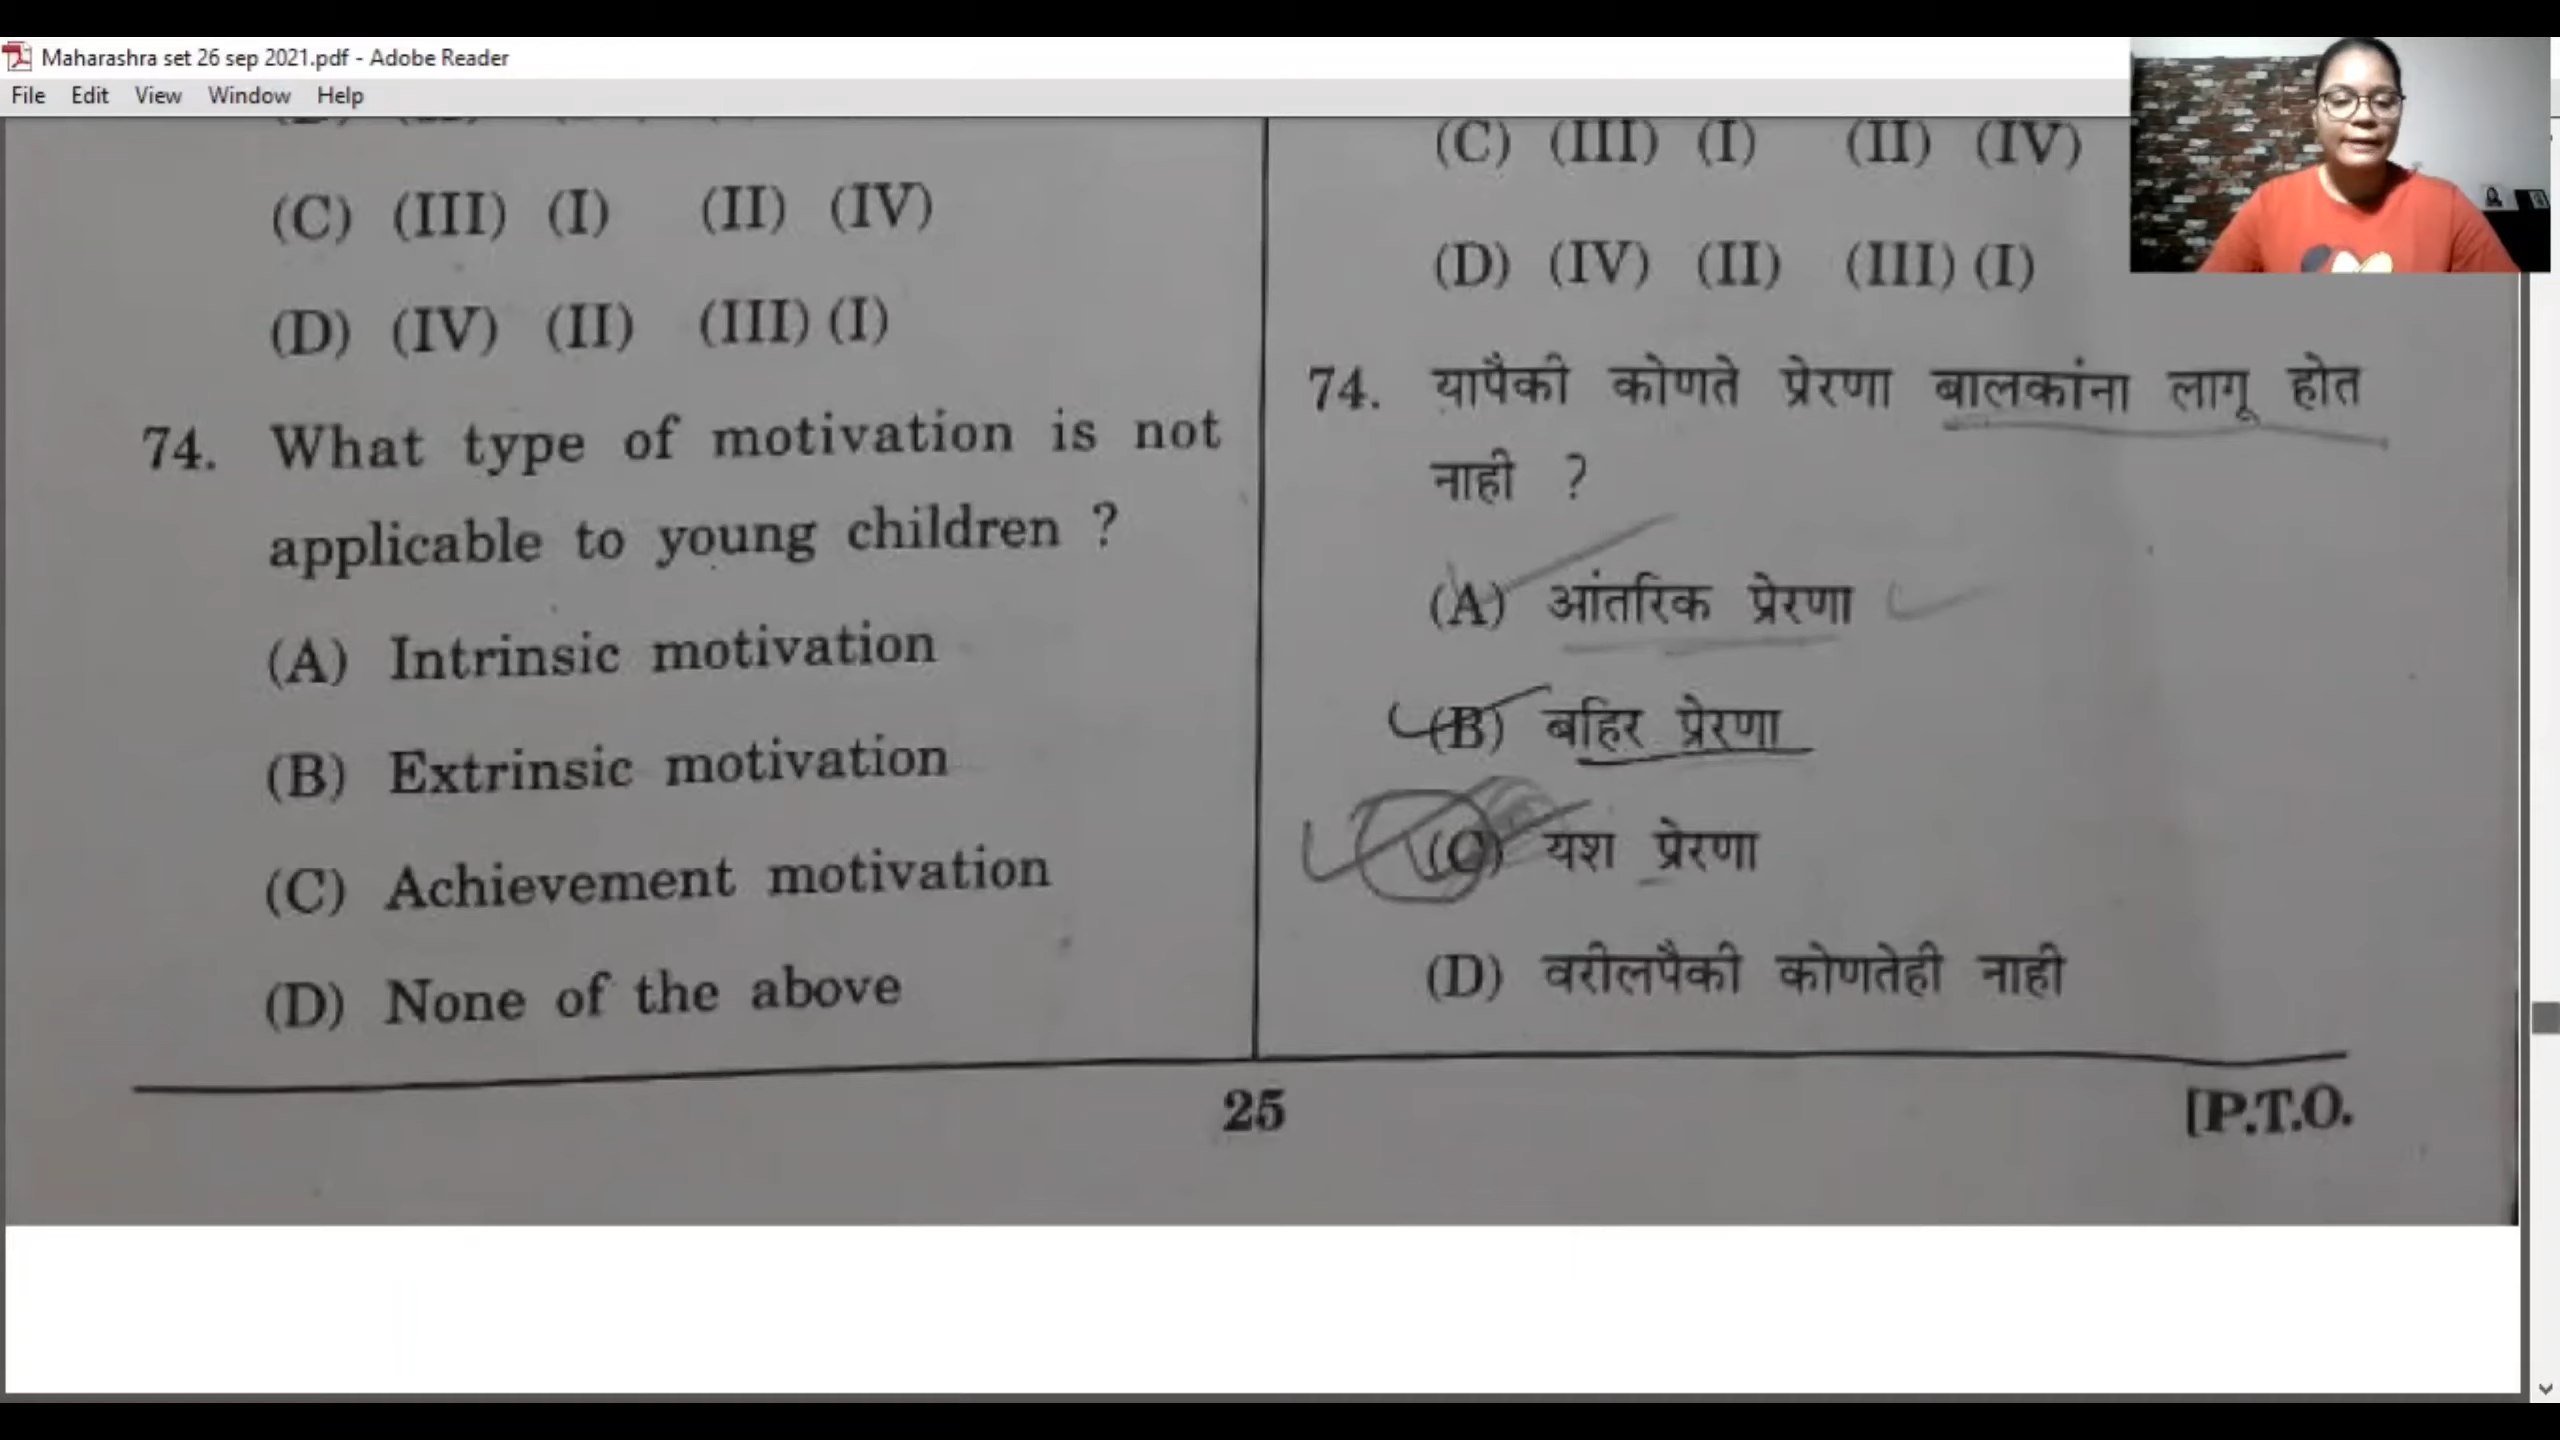 Maharashra set 26 sep 2021.pdf - Adobe Reader
File Edit View Window Help
(C) (III) (I) (II) (IV)
(D) (IV) (II) (III) (I)
74. What type of motivation is not
applicable to young children ?
(A) Intrinsic motivation
(B) Extrinsic motivation
(C) Achievement motivation
(D) None of the above
(C) (III) (I) (II) (IV)
(D) (IV) (II) (III) (I)
74. यापैकी कोणते प्रेरणा बालकांना लागू होत
नाही ?
(A) आंतरिक प्रेरणा
(B) बहिर प्रेरणा
(C) यश प्रेरणा
(D) वरीलपैकी कोणतेही नाही
25
[P.T.O.